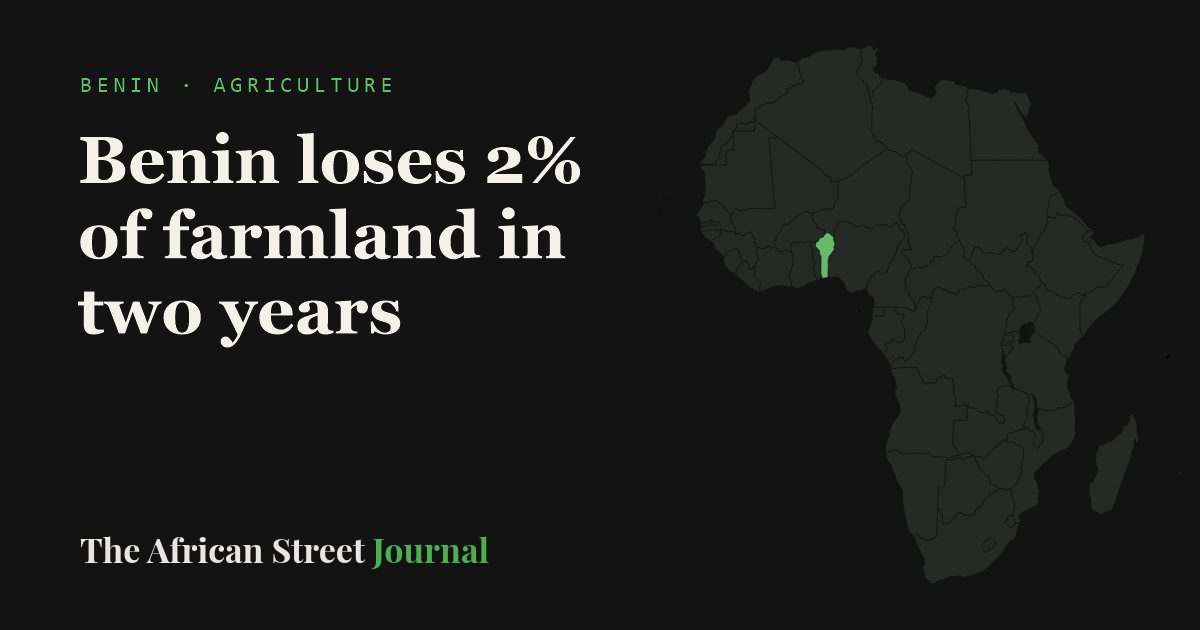 BENIN · AGRICULTURE
Benin loses 2%
of farmland in
two years
The African Street Journal